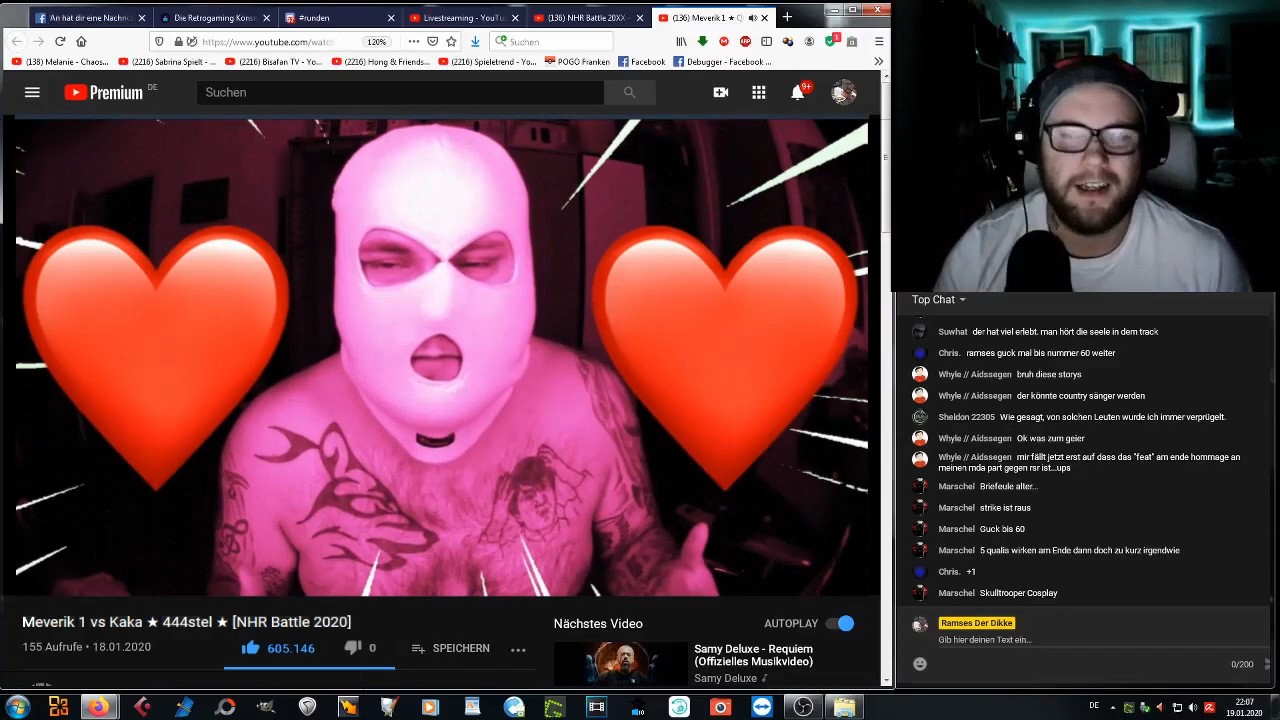 An hat dir eine Nachric
Die Retrogaming Konso
#runden
Livestreaming - YouTu
(136) NHR Battle 20XX -
(136) Meverik 1 ★
https://www.youtube.com/watc
120%
Suchen
(138) Melanie - Chaos...
(2216) Sabrina Spielt - ...
(2216) Bisafan TV - Yo...
(2216) Hong & Friends...
(2216) Spieletrend - Yo...
POGO Franken
Facebook
Debugger - Facebook ...
Premium DE
Suchen
9+
Top Chat
Suwhat der hat viel erlebt. man hört die seele in dem track
Chris. ramses guck mal bis nummer 60 weiter
Whyle // Aidssegen bruh diese storys
Whyle // Aidssegen der könnte country sänger werden
Sheldon 22305 Wie gesagt, von solchen Leuten wurde ich immer verprügelt.
Whyle // Aidssegen Ok was zum geier
Whyle // Aidssegen mir fällt jetzt erst auf dass das "feat" am ende hommage an
meinen mda part gegen rsr ist...ups
Marschel Briefeule alter...
Marschel strike ist raus
Marschel Guck bis 60
Marschel 5 qualis wirken am Ende dann doch zu kurz irgendwie
Chris. +1
Marschel Skulltrooper Cosplay
Ramses Der Dikke
Gib hier deinen Text ein...
0/200
Meverik 1 vs Kaka ★ 444stel ★ [NHR Battle 2020]
155 Aufrufe • 18.01.2020
605.146
0
SPEICHERN
Nächstes Video
AUTOPLAY
Samy Deluxe - Requiem
(Offizielles Musikvideo)
Samy Deluxe
DE
22:07
19.01.2020